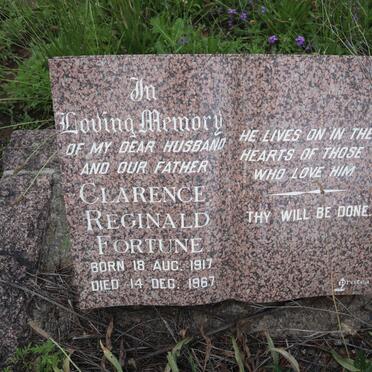 In
Loving Memory
OF MY DEAR HUSBAND
AND OUR FATHER
CLARENCE
REGINALD
FORTUNE
BORN 18 AUG. 1917
DIED 14 DEC. 1967
HE LIVES ON IN THE
HEARTS OF THOSE
WHO LOVE HIM
THY WILL BE DONE.